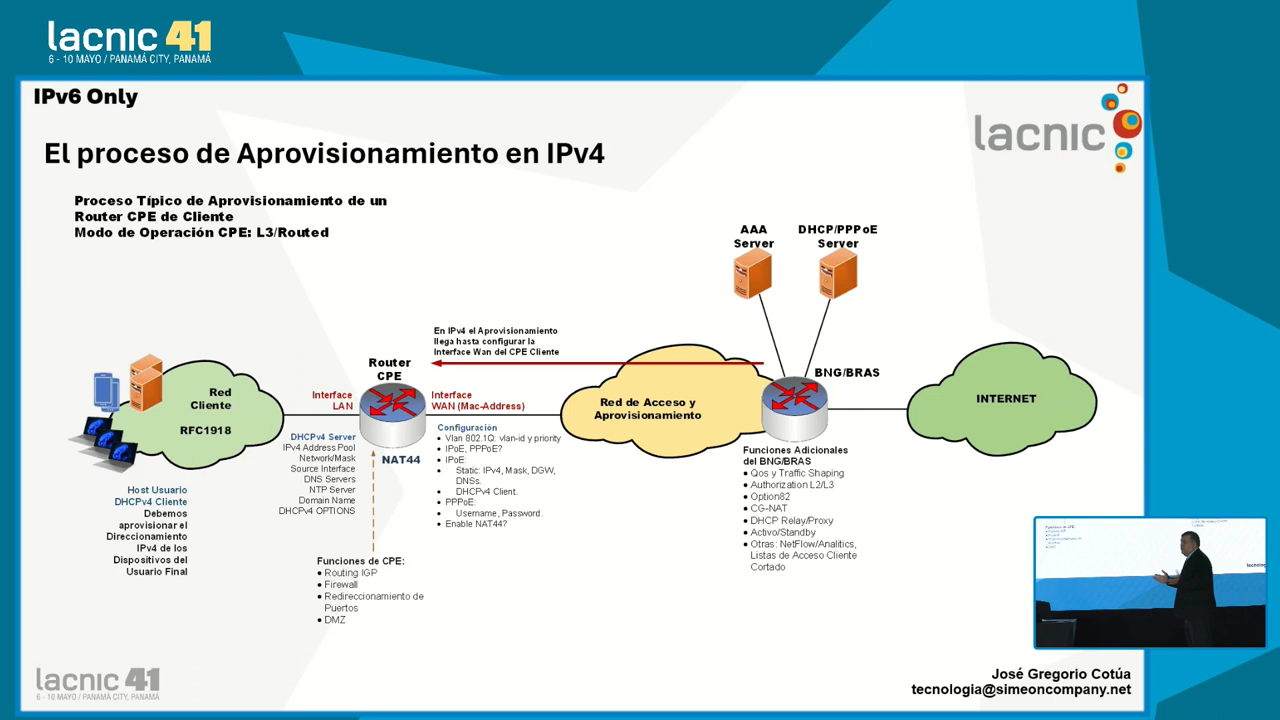 lacnic 41
6 - 10 MAYO / PANAMÁ CITY, PANAMÁ
IPv6 Only
lacnic
El proceso de Aprovisionamiento en IPv4
Proceso Típico de Aprovisionamiento de un
Router CPE de Cliente
Modo de Operación CPE: L3/Routed
AAA
Server
DHCP/PPPoE
Server
En IPv4 el Aprovisionamiento
llega hasta configurar la
Interface Wan del CPE Cliente
Router
CPE
BNG/BRAS
Red
Cliente
RFC1918
Interface
LAN
Interface
WAN (Mac-Address)
Red de Acceso y
Aprovisionamiento
INTERNET
DHCPv4 Server
IPv4 Address Pool
Network/Mask
Source Interface
DNS Servers
NTP Server
Domain Name
DHCPv4 OPTIONS
NAT44
Configuración
• Vlan 802.1Q: vlan-id y priority
• IPoE, PPPoE?
• IPoE:
• Static: IPv4, Mask, DGW,
DNSs.
• DHCPv4 Client.
• PPPoE:
• Username, Password.
• Enable NAT44?
Funciones Adicionales
del BNG/BRAS
• Qos y Traffic Shaping
• Authorization L2/L3
• Option82
• CG-NAT
• DHCP Relay/Proxy
• Activo/Standby
• Otras: NetFlow/Analitics,
Listas de Acceso Cliente
Cortado
Host Usuario
DHCPv4 Cliente
Debemos
aprovisionar el
Direccionamiento
IPv4 de los
Dispositivos del
Usuario Final
Funciones de CPE:
• Routing IGP
• Firewall
• Redireccionamiento de
Puertos
• DMZ
lacnic 41
6 - 10 MAYO / PANAMÁ CITY, PANAMÁ
José Gregorio Cotúa
tecnologia@simeoncompany.net